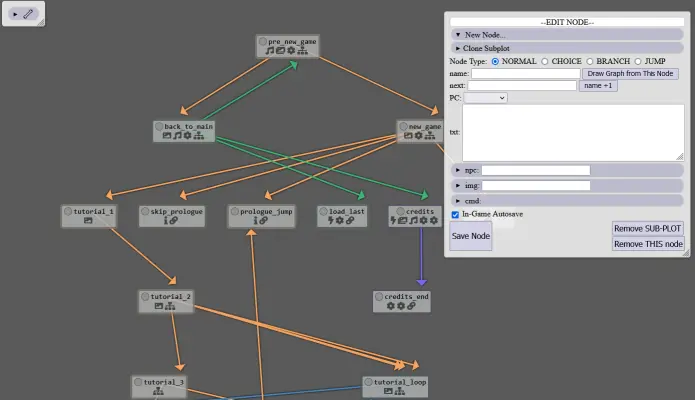 --EDIT NODE--
▼ New Node...
► Clone Subplot
Node Type: NORMAL CHOICE BRANCH JUMP
name: Draw Graph from This Node
next: name +1
PC:
txt:
► npc:
► img:
► cmd:
In-Game Autosave
Save Node
Remove SUB-PLOT
Remove THIS node
pre_new_game
back_to_main
new_game
tutorial_1
skip_prologue
prologue_jump
load_last
credits
tutorial_2
credits_end
tutorial_3
tutorial_loop